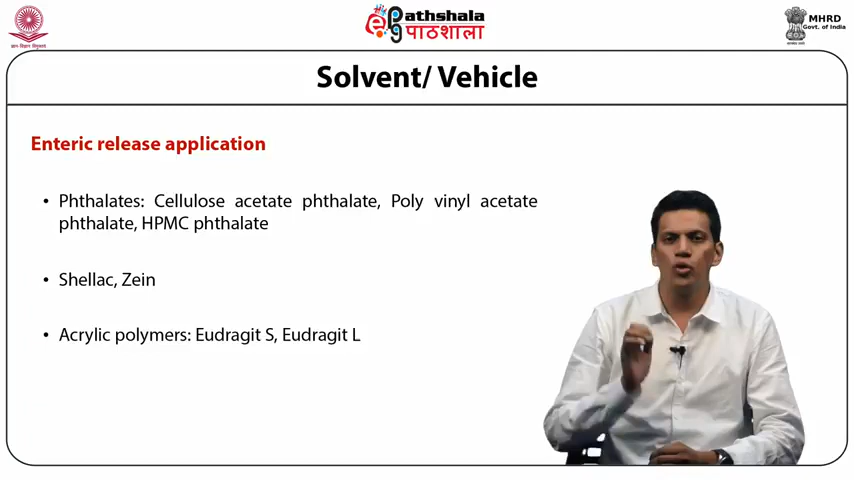 ePathshala
पाठशाला
MHRD
Govt. of India
Solvent/ Vehicle
Enteric release application
• Phthalates: Cellulose acetate phthalate, Poly vinyl acetate
phthalate, HPMC phthalate
• Shellac, Zein
• Acrylic polymers: Eudragit S, Eudragit L